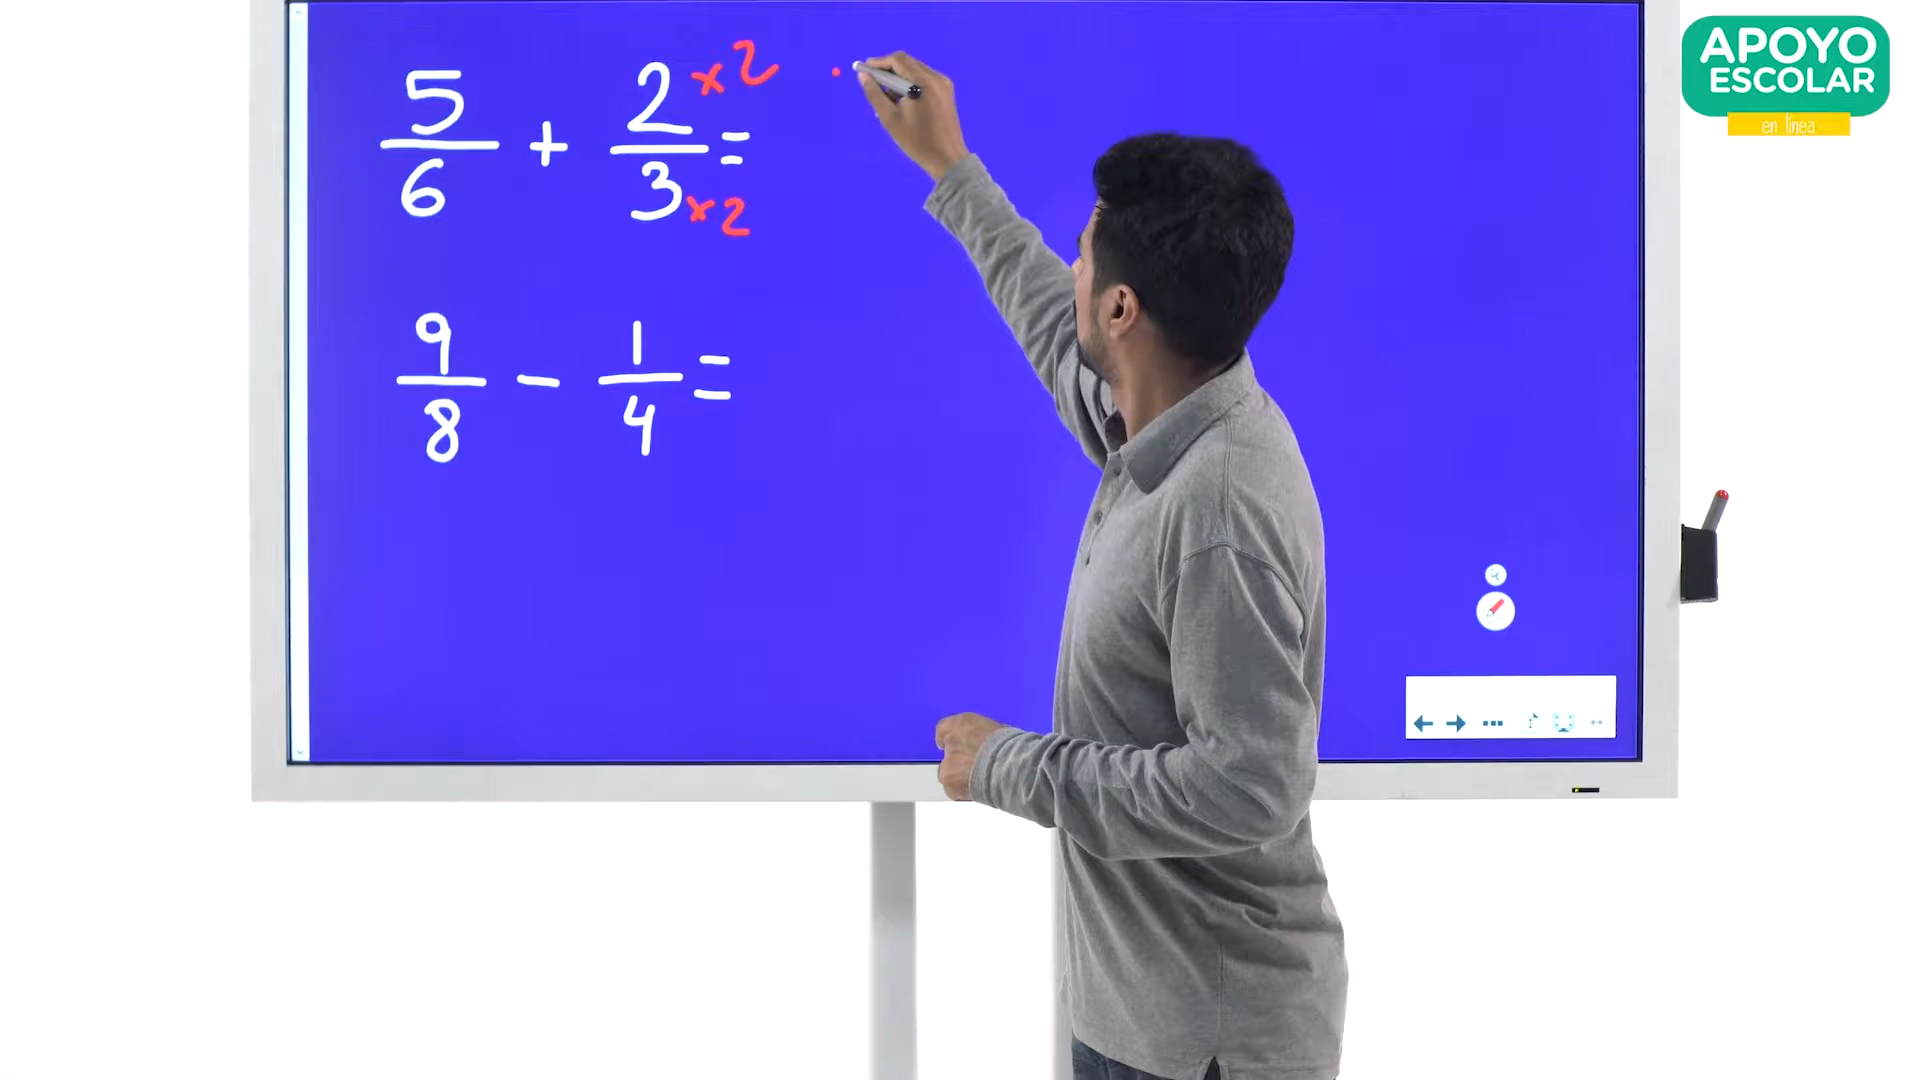 APOYO
ESCOLAR
en línea
5/6 + 2×2/3×2 =
9/8 - 1/4 =